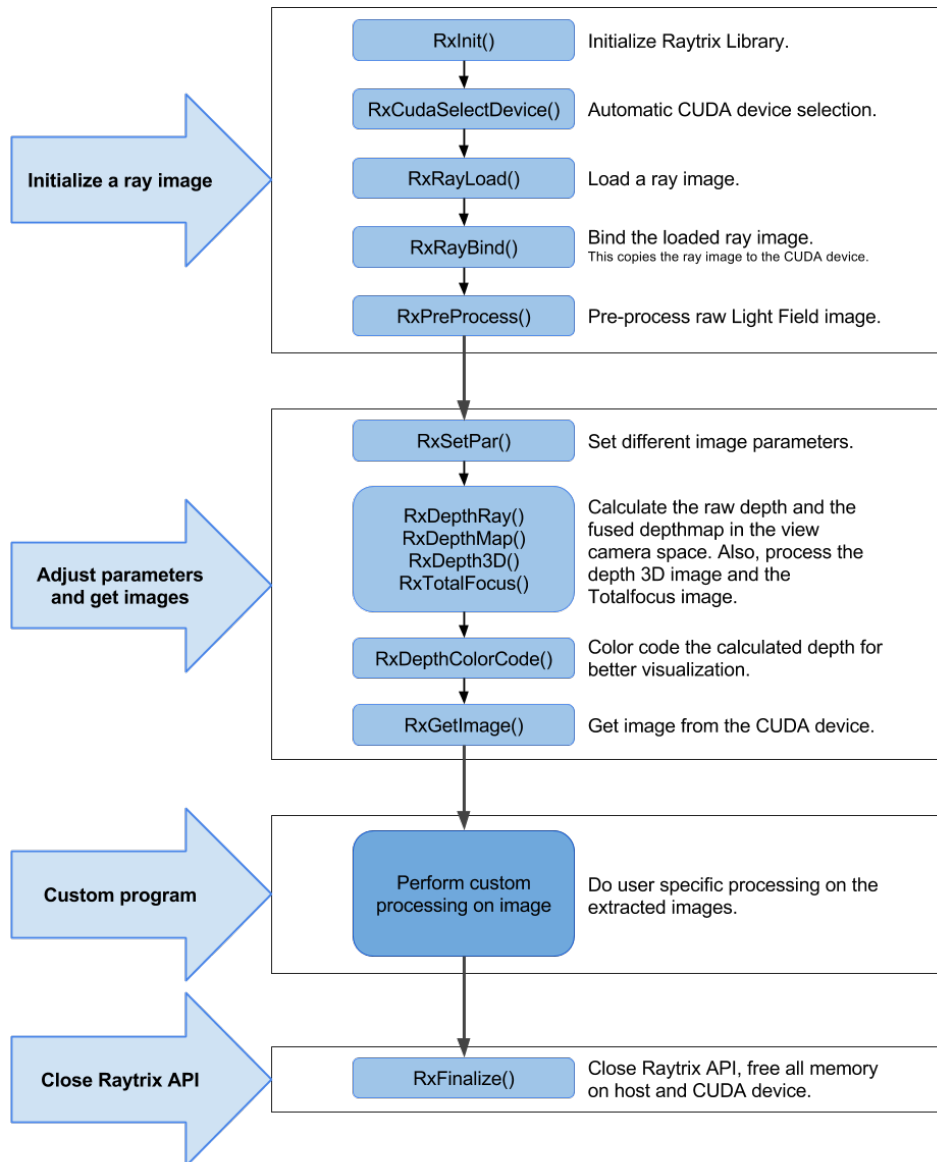 RxInit()
Initialize Raytrix Library.
RxCudaSelectDevice()
Automatic CUDA device selection.
Initialize a ray image
RxRayLoad()
Load a ray image.
RxRayBind()
Bind the loaded ray image.
This copies the ray image to the CUDA device.
RxPreProcess()
Pre-process raw Light Field image.
RxSetPar()
Set different image parameters.
Adjust parameters
and get images
RxDepthRay()
RxDepthMap()
RxDepth3D()
RxTotalFocus()
Calculate the raw depth and the
fused depthmap in the view
camera space. Also, process the
depth 3D image and the
Totalfocus image.
RxDepthColorCode()
Color code the calculated depth for
better visualization.
RxGetImage()
Get image from the CUDA device.
Custom program
Perform custom
processing on image
Do user specific processing on the
extracted images.
Close Raytrix API
RxFinalize()
Close Raytrix API, free all memory
on host and CUDA device.